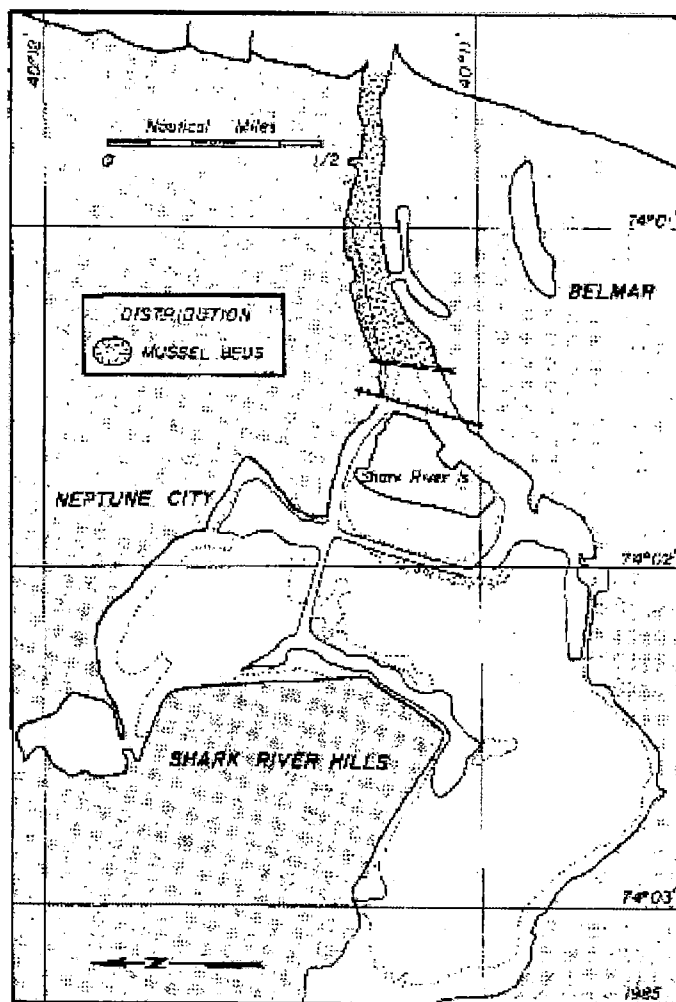 40°12'
40°11'
Nautical Miles
0 1/2
74°01'
BELMAR
DISTRIBUTION
MUSSEL BEDS
Shark River Is
NEPTUNE CITY
74°02'
SHARK RIVER HILLS
74°03'
N
1985